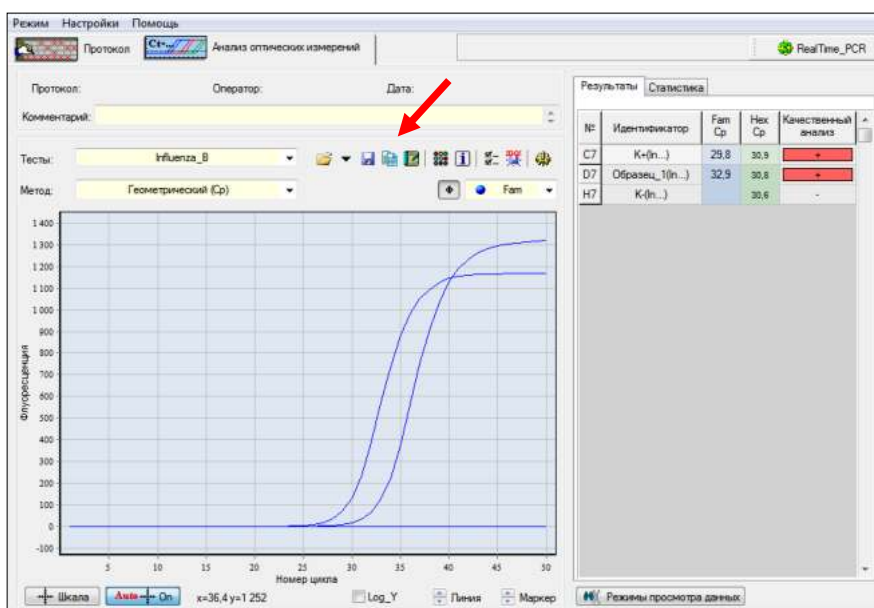 Режим Настройки Помощь
Протокол Ct Анализ оптических измерений RealTime_PCR
Протокол: Оператор: Дата:
Комментарий:
Тесты: Influenza_B
Метод: Геометрический (Cp) Fam
Результаты Статистика
№ Идентификатор Fam Cp Hex Cp Качественный анализ
C7 K+(In...) 29,8 30,9 +
D7 Образец_1(In...) 32,9 30,8 +
H7 K-(In...) 30,6 -
Флуоресценция
1 400
1 300
1 200
1 100
1 000
900
800
700
600
500
400
300
200
100
0
-100
5 10 15 20 25 30 35 40 45 50
Номер цикла
Шкала Auto On x=36,4 y=1 252 Log_Y Линия Маркер
Режимы просмотра данных